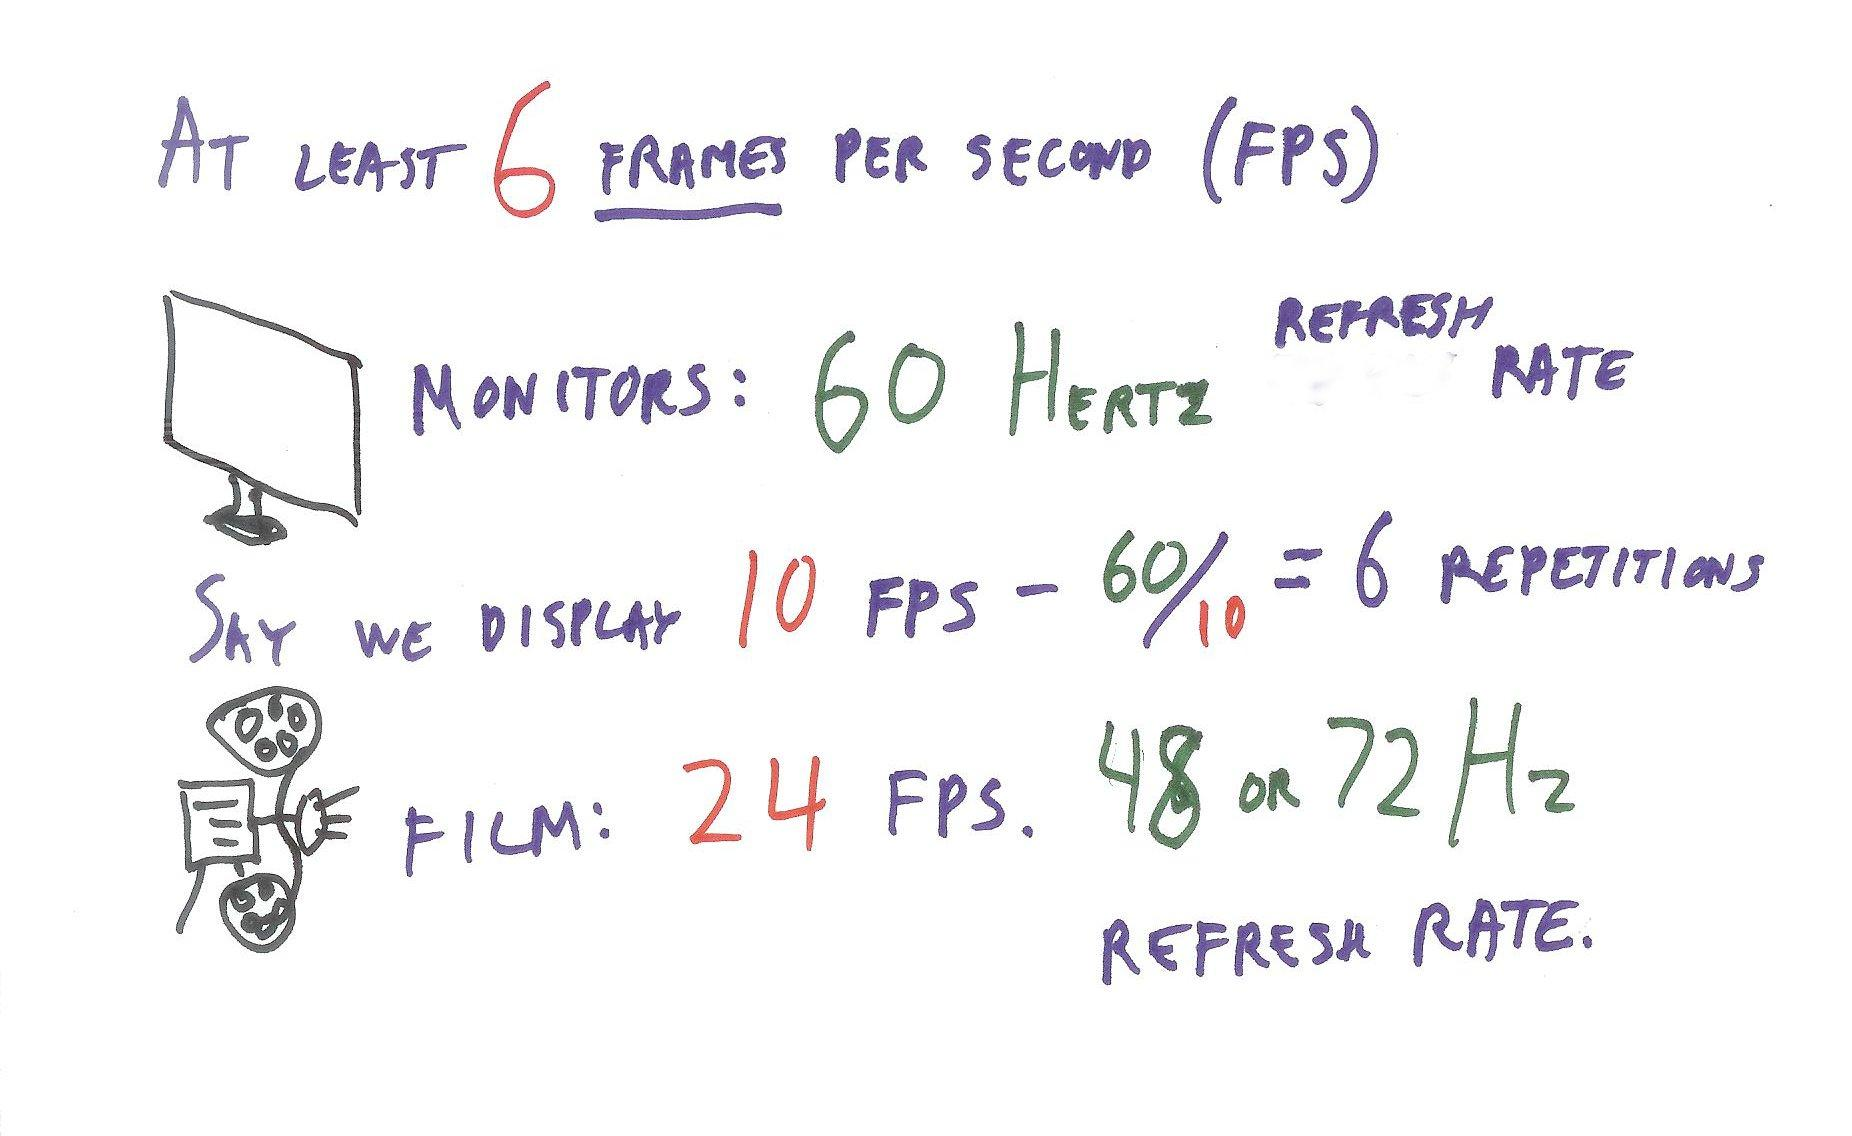 AT LEAST 6 FRAMES PER SECOND (FPS)
MONITORS: 60 HERTZ REFRESH RATE
SAY WE DISPLAY 10 FPS - 60/10 = 6 REPETITIONS
FILM: 24 FPS. 48 OR 72 HZ
REFRESH RATE.